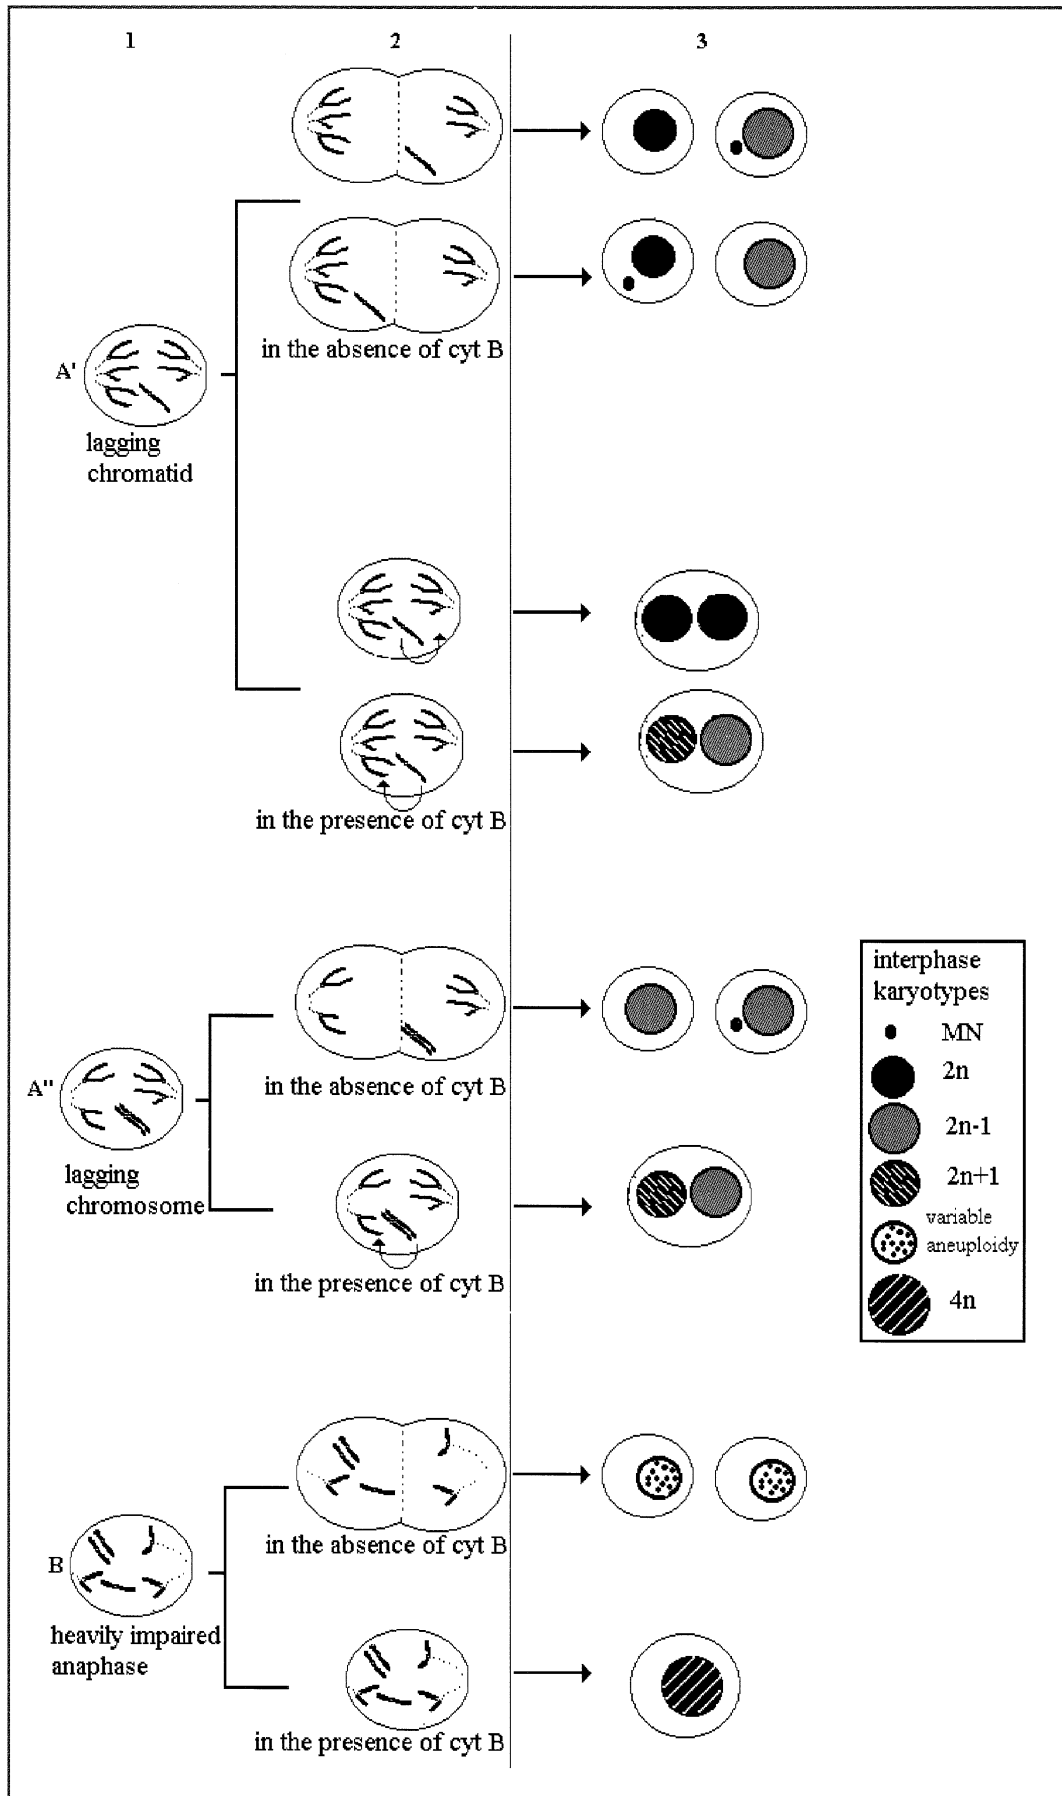 1
2
3
in the absence of cyt B
A'
lagging
chromatid
in the presence of cyt B
interphase
karyotypes
MN
2n
2n-1
2n+1
variable
aneuploidy
4n
A''
in the absence of cyt B
lagging
chromosome
in the presence of cyt B
B
in the absence of cyt B
heavily impaired
anaphase
in the presence of cyt B